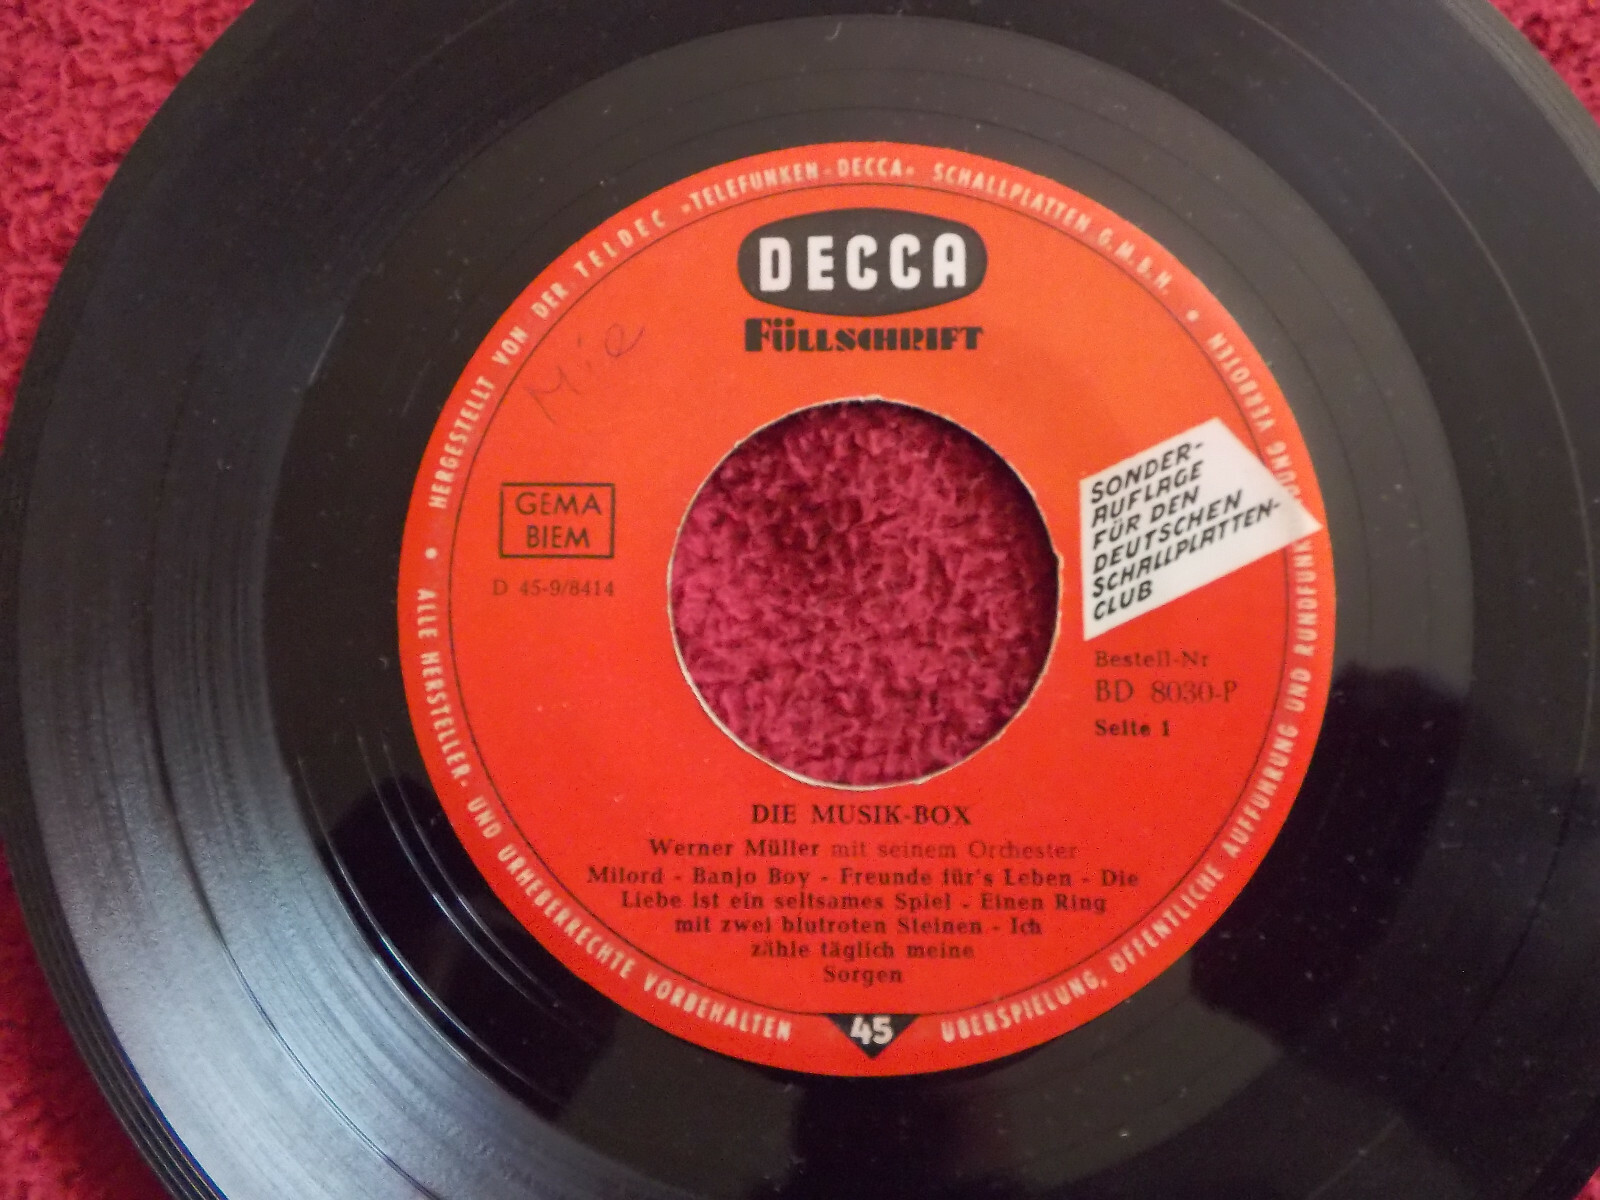 HERGESTELLT VON DER TELDEC »TELEFUNKEN-DECCA« SCHALLPLATTEN G.M.B.H.
DECCA
FÜLLSCHRIFT
GEMA
BIEM
D 45-9/8414
SONDER-
AUFLAGE
FÜR DEN
DEUTSCHEN
SCHALLPLATTEN-
CLUB
Bestell-Nr
BD 8030-P
Seite 1
DIE MUSIK-BOX
Werner Müller mit seinem Orchester
Milord - Banjo Boy - Freunde für's Leben - Die
Liebe ist ein seltsames Spiel - Einen Ring
mit zwei blutroten Steinen - Ich
zähle täglich meine
Sorgen
45
ALLE HERSTELLER- UND URHEBERRECHTE VORBEHALTEN
ÜBERSPIELUNG, ÖFFENTLICHE AUFFÜHRUNG UND RUNDFUNK VERBOTEN